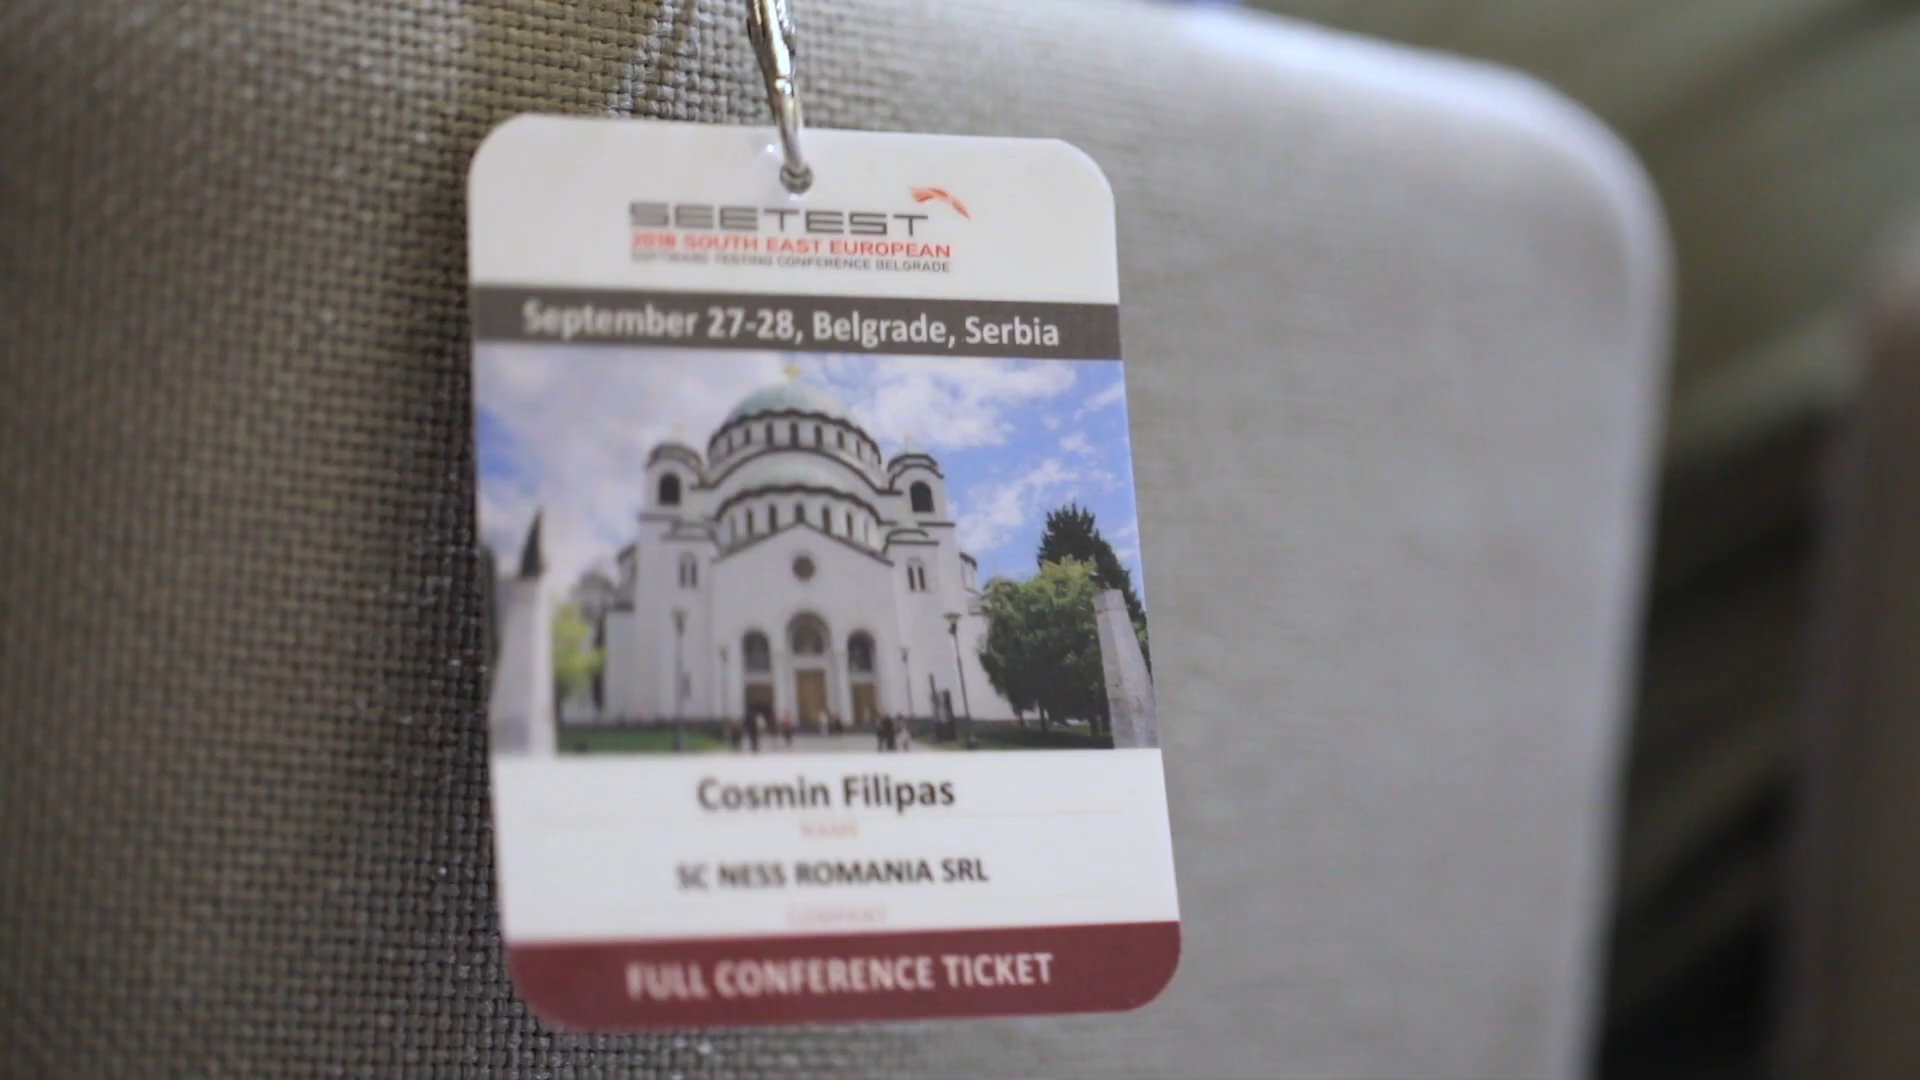 SEETEST
2018 SOUTH EAST EUROPEAN
SOFTWARE TESTING CONFERENCE BELGRADE
September 27-28, Belgrade, Serbia
Cosmin Filipas
NAME
SC NESS ROMANIA SRL
COMPANY
FULL CONFERENCE TICKET